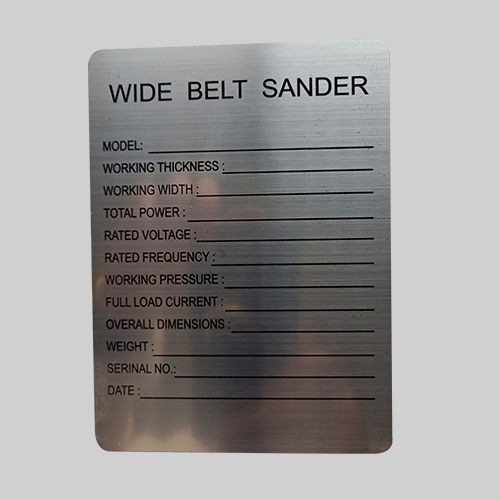 WIDE BELT SANDER
MODEL:
WORKING THICKNESS :
WORKING WIDTH :
TOTAL POWER :
RATED VOLTAGE :
RATED FREQUENCY :
WORKING PRESSURE :
FULL LOAD CURRENT :
OVERALL DIMENSIONS :
WEIGHT :
SERINAL NO.:
DATE :